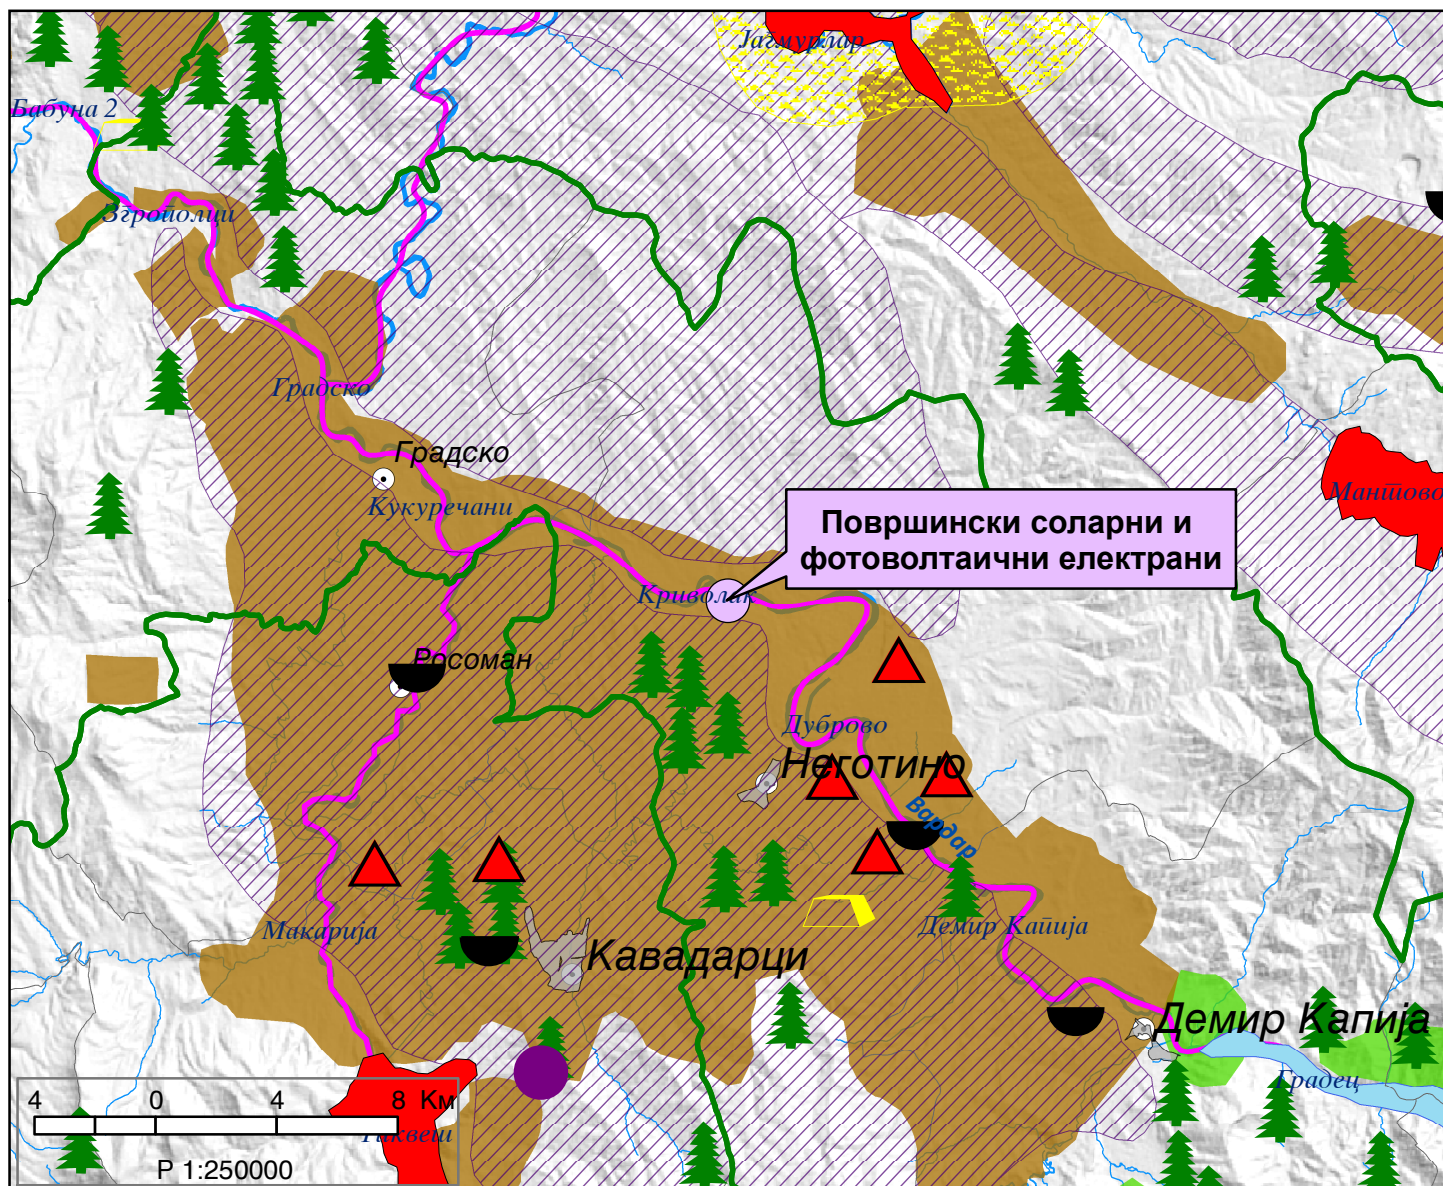 Јагмурлар
Бабуна 2
Згрополци
Градско
Градско
Кукуречани
Мантово
Површински соларни и
фотоволтаични електрани
Криволак
Росоман
Дуброво
Неготино
Вардар
Макарија
Демир Капија
Кавадарци
Демир Капија
Градец
4 0 4 8 Км
Тиквеш
Р 1:250000